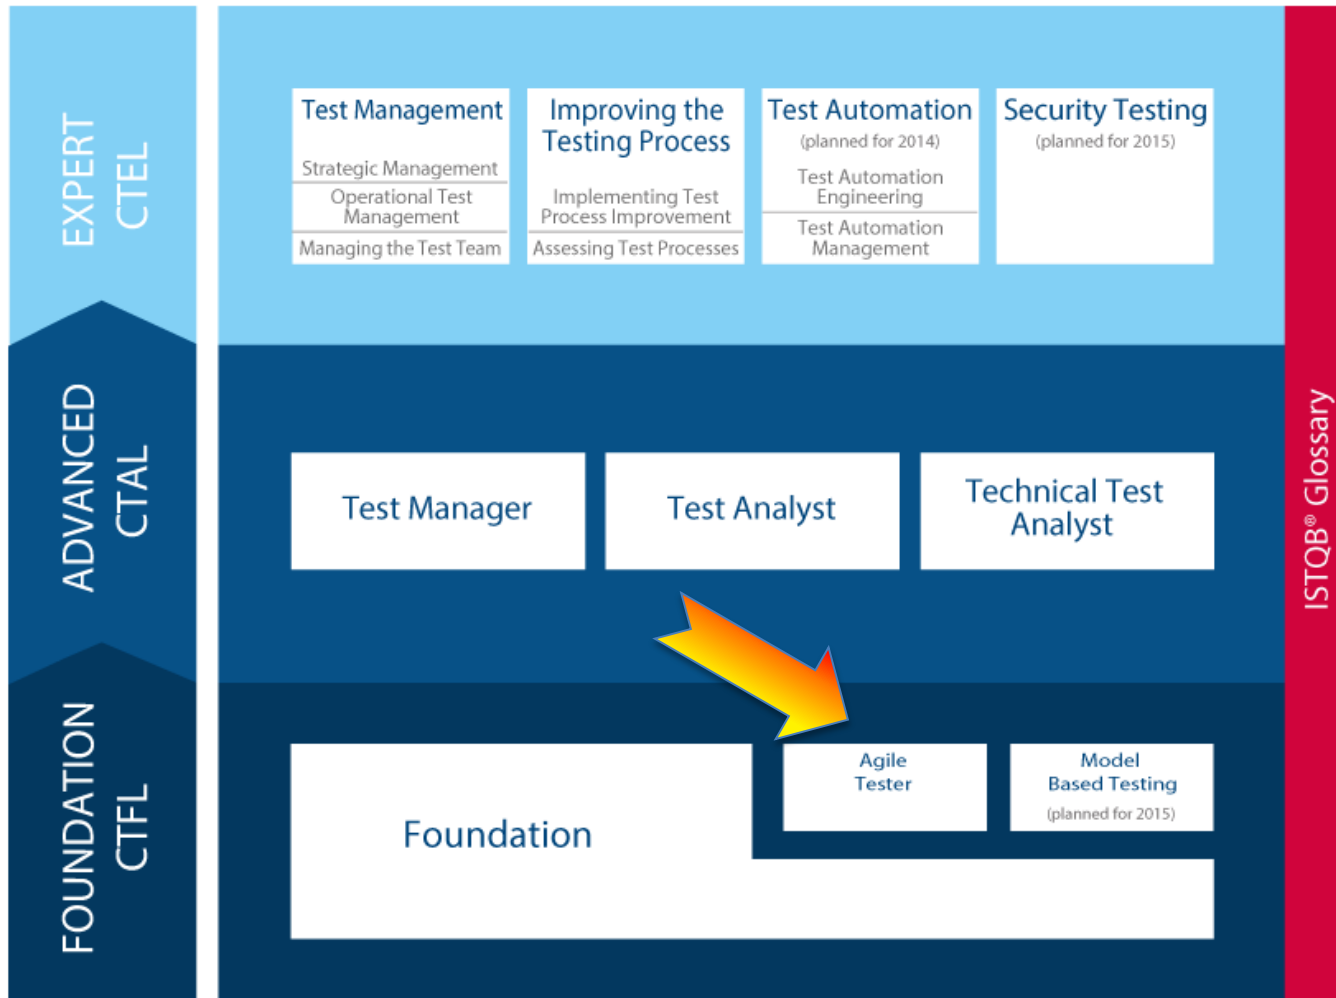 EXPERT
CTEL
Test Management
Strategic Management
Operational Test
Management
Managing the Test Team
Improving the
Testing Process
Implementing Test
Process Improvement
Assessing Test Processes
Test Automation
(planned for 2014)
Test Automation
Engineering
Test Automation
Management
Security Testing
(planned for 2015)
ADVANCED
CTAL
Test Manager
Test Analyst
Technical Test
Analyst
FOUNDATION
CTFL
Foundation
Agile
Tester
Model
Based Testing
(planned for 2015)
ISTQB® Glossary